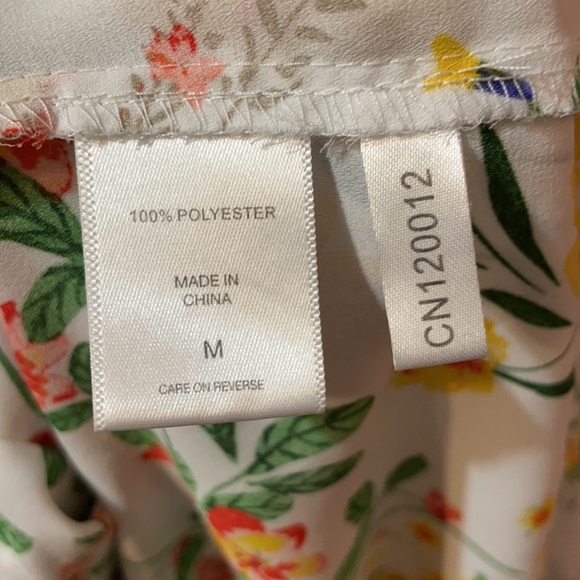 100% POLYESTER
MADE IN
CHINA
M
CARE ON REVERSE
CN120012